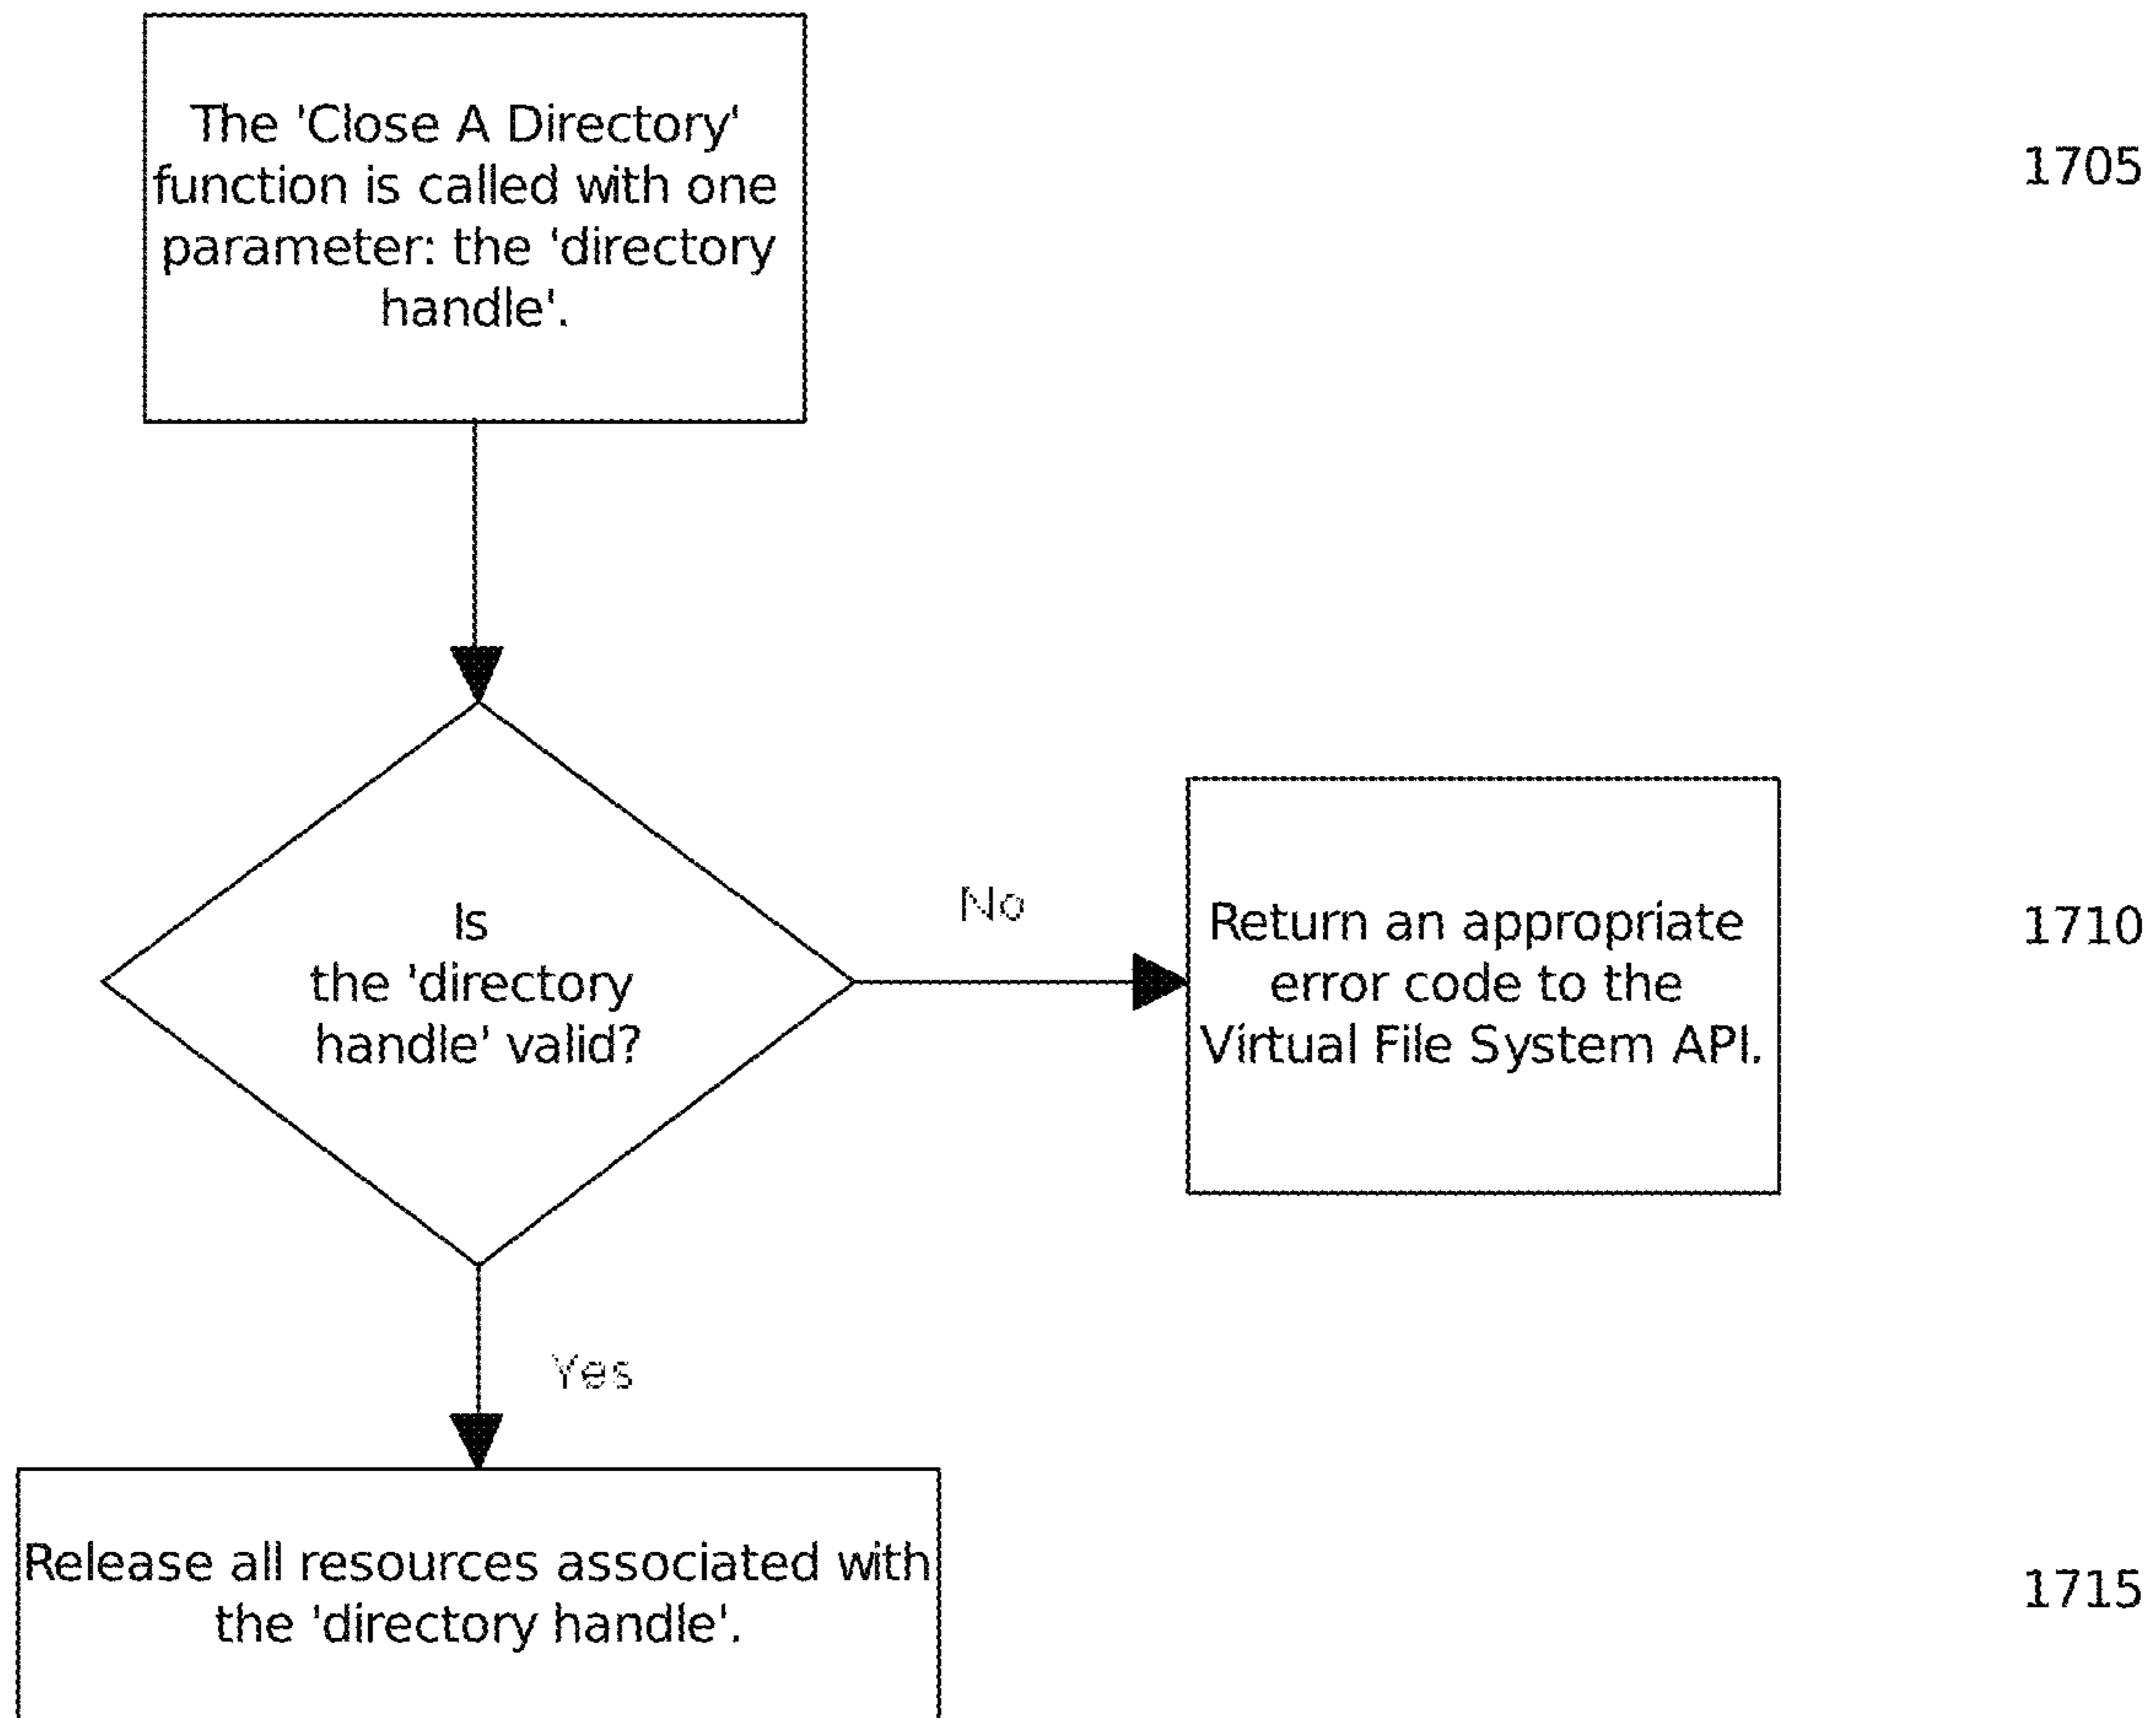 The 'Close A Directory'
function is called with one
parameter: the 'directory
handle'.
1705
Is
the 'directory
handle' valid?
No
Return an appropriate
error code to the
Virtual File System API.
1710
Yes
Release all resources associated with
the 'directory handle'.
1715